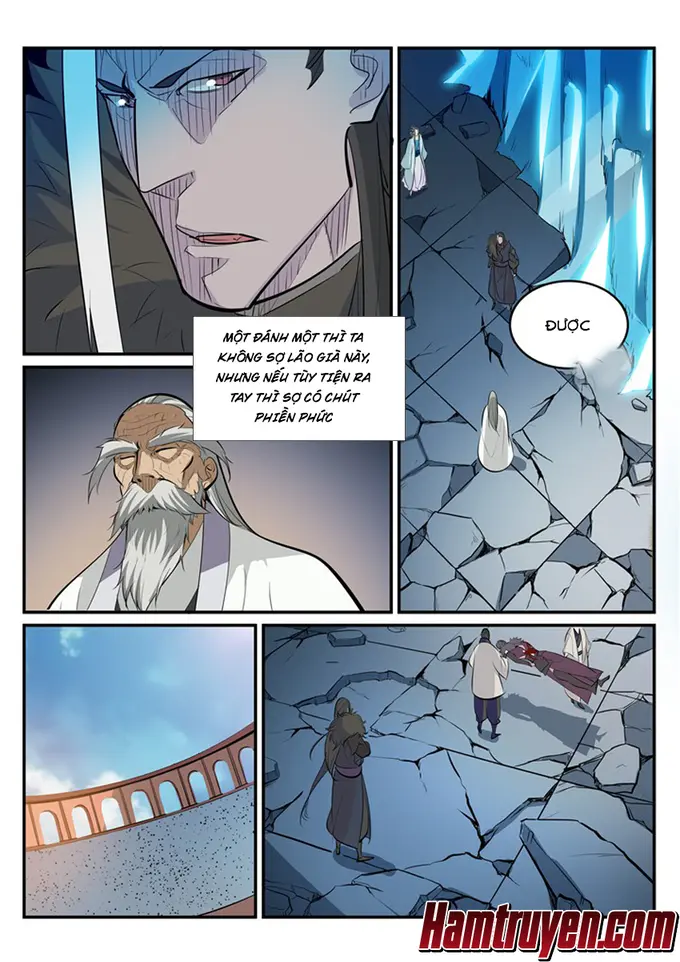 MỘT ĐÁNH MỘT THÌ TA
KHÔNG SỢ LÃO GIÀ NÀY,
NHƯNG NẾU TÙY TIỆN RA
TAY THÌ SỢ CÓ CHÚT
PHIỀN PHỨC
ĐƯỢC
Hamtruyen.com